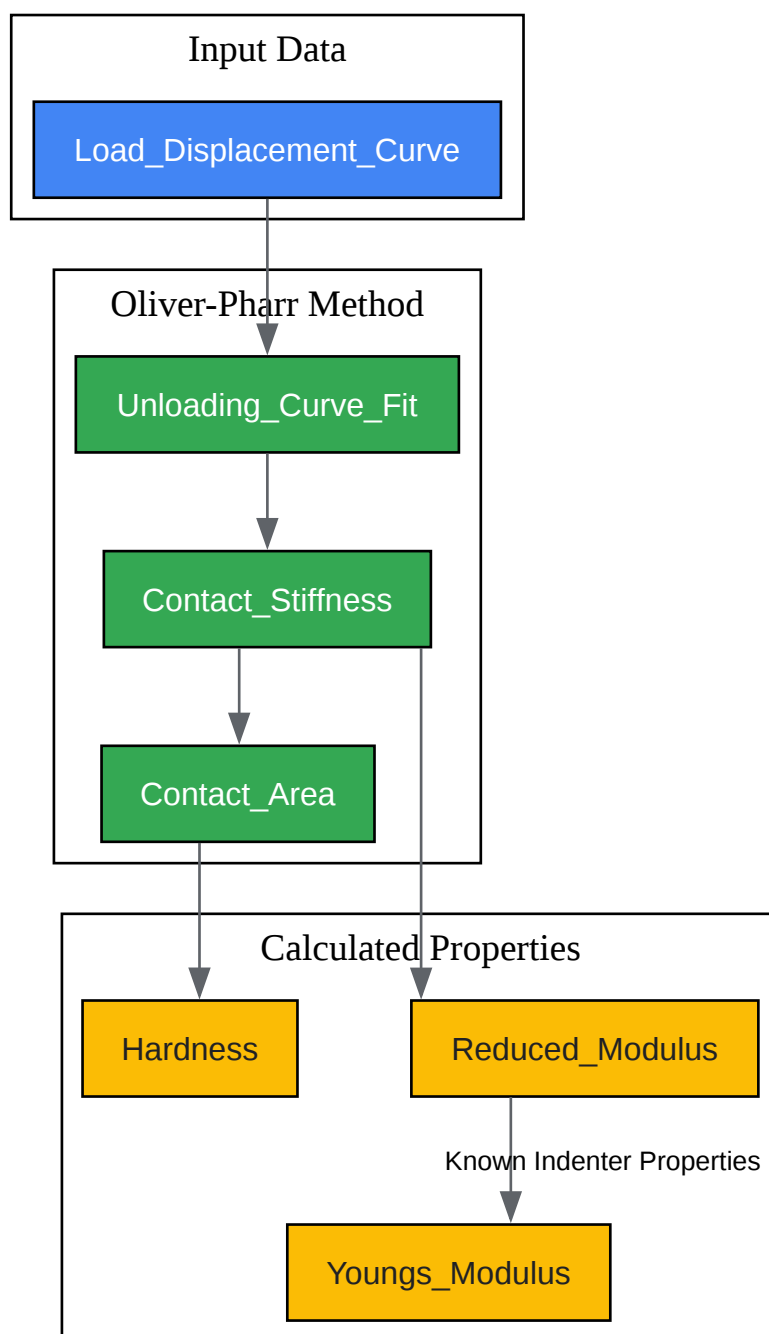 Input Data
Load_Displacement_Curve
Oliver-Pharr Method
Unloading_Curve_Fit
Contact_Stiffness
Contact_Area
Calculated Properties
Hardness
Reduced_Modulus
Known Indenter Properties
Youngs_Modulus